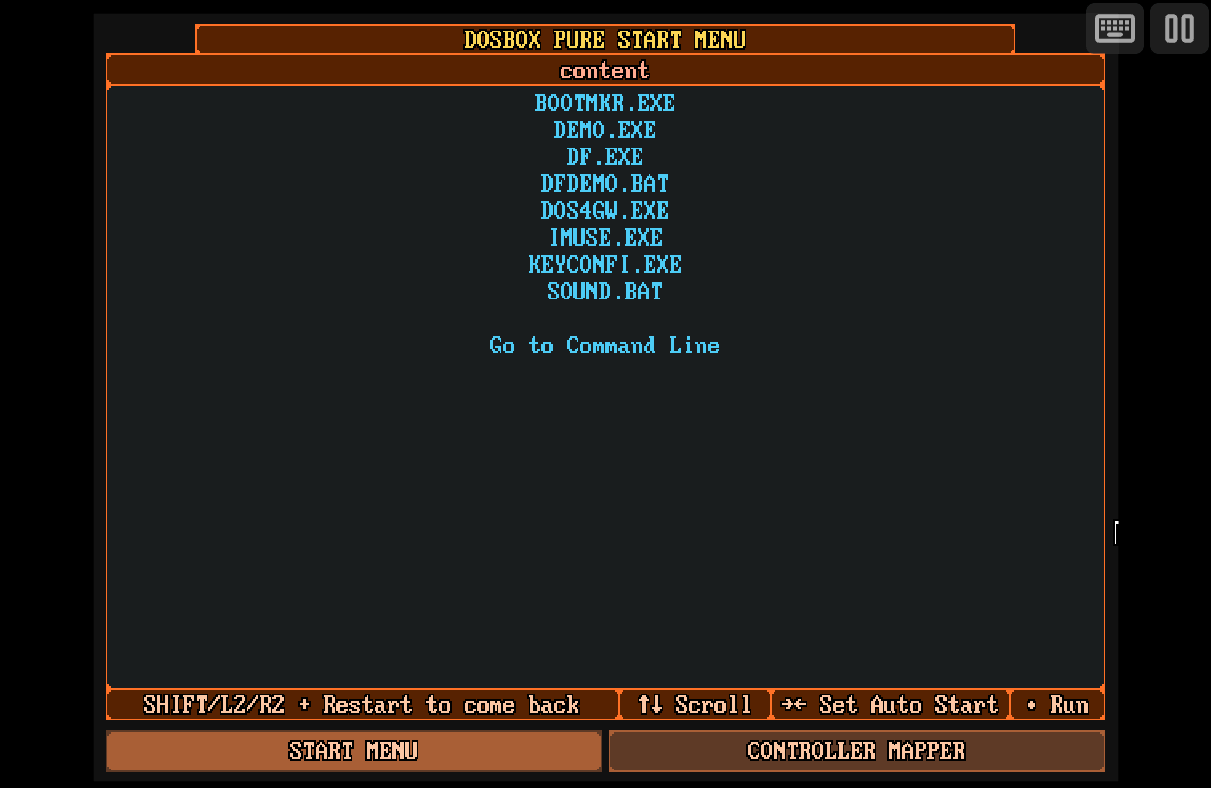 DOSBOX PURE START MENU
content
BOOTMKR.EXE
DEMO.EXE
DF.EXE
DFDEMO.BAT
DOS4GW.EXE
IMUSE.EXE
KEYCONFI.EXE
SOUND.BAT
Go to Command Line
SHIFT/L2/R2 + Restart to come back ↑↓ Scroll →← Set Auto Start • Run
START MENU CONTROLLER MAPPER